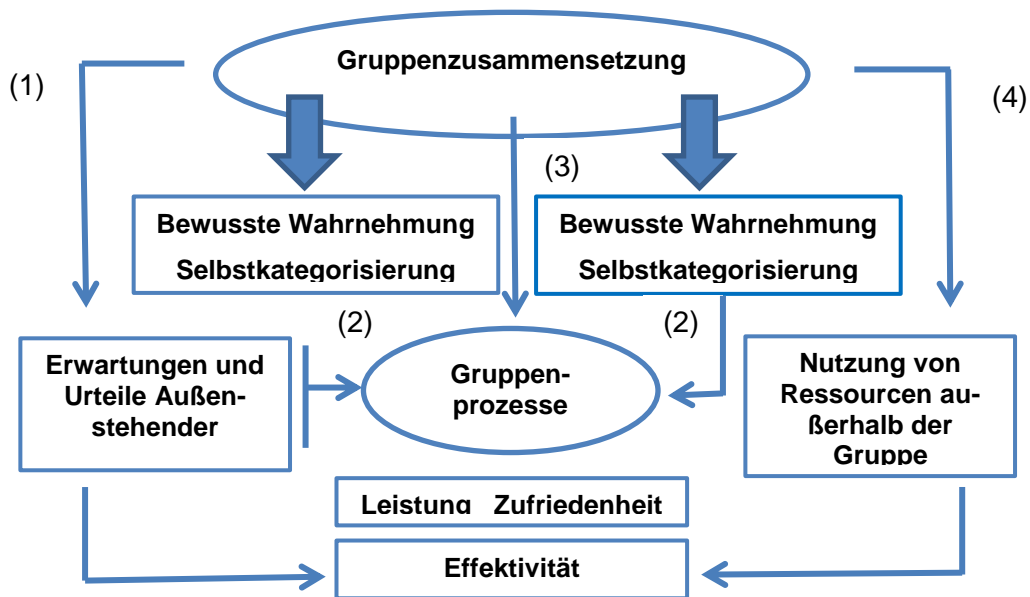 Gruppenzusammensetzung
(1)
(4)
(3)
Bewusste Wahrnehmung
Selbstkategorisierung
Bewusste Wahrnehmung
Selbstkategorisierung
(2)
(2)
Erwartungen und
Urteile Außen-
stehender
Gruppen-
prozesse
Nutzung von
Ressourcen au-
ßerhalb der
Gruppe
Leistung Zufriedenheit
Effektivität